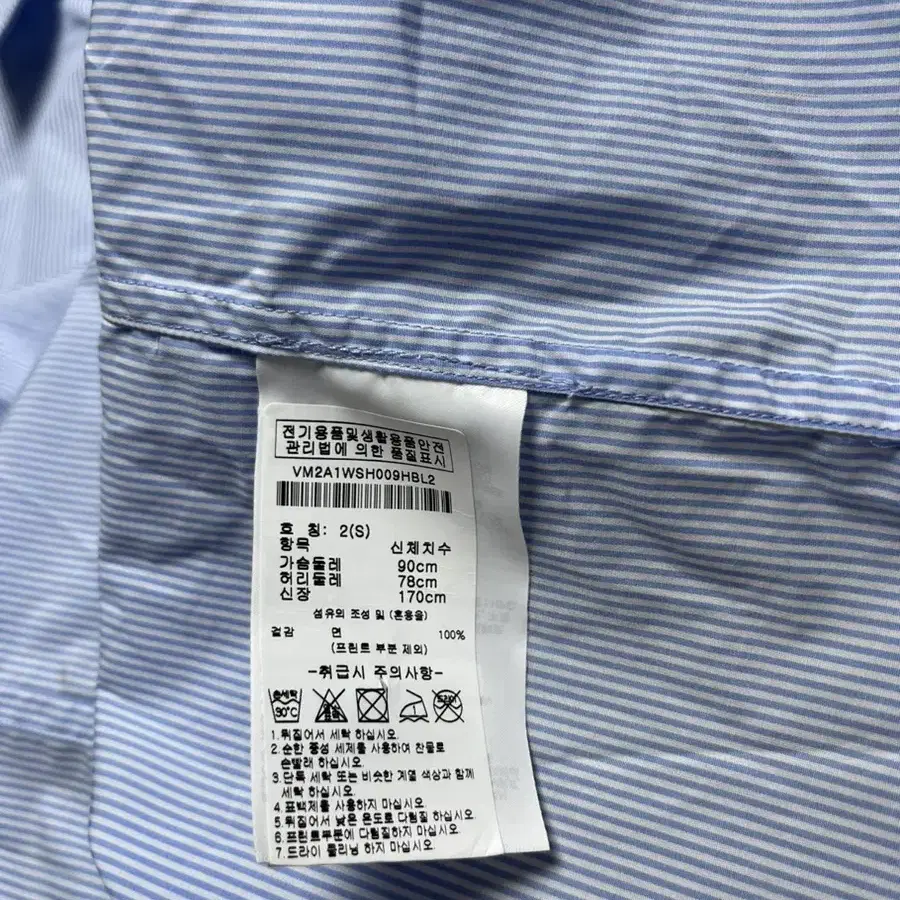 전기용품및생활용품안전
관리법에 의한 품질표시
VM2A1WSH009HBL2
호 칭: 2(S)
항목 신체치수
가슴둘레 90cm
허리둘레 78cm
신장 170cm
섬유의 조성 및 (혼용율)
겉감 면 100%
(프린트 부분 제외)
-취급시 주의사항-
손세탁
30℃
드라이
1.뒤집어서 세탁 하십시오.
2.순한 중성 세제를 사용하여 찬물로
손빨래 하십시오.
3.단독 세탁 또는 비슷한 계열 색상과 함께
세탁 하십시오.
4.표백제를 사용하지 마십시오.
5.뒤집어서 낮은 온도로 다림질 하십시오.
6.프린트부분에 다림질하지 마십시오.
7.드라이 클리닝 하지 마십시오.